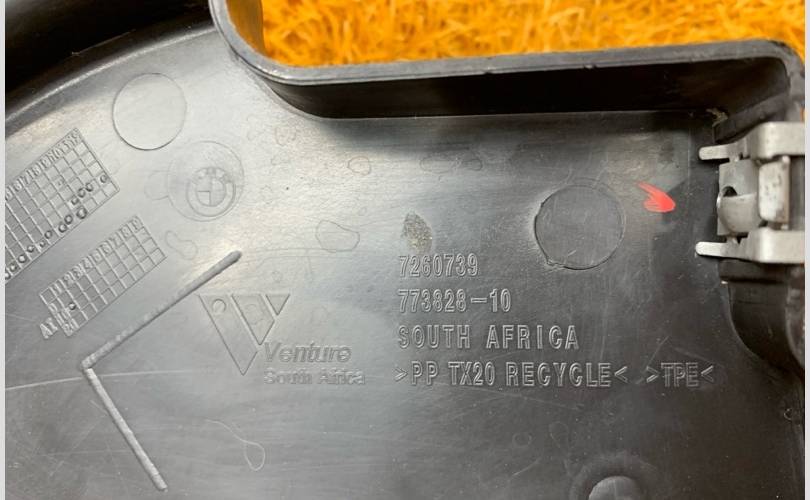 7260739
773828-10
SOUTH AFRICA
>PP TX20 RECYCLE< >TPE<
Venture
South Africa